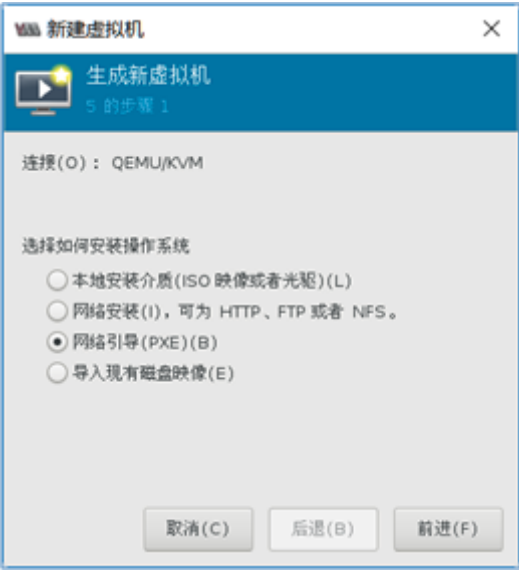 新建虚拟机
生成新虚拟机
5 的步骤 1
连接(O)： QEMU/KVM
选择如何安装操作系统
本地安装介质(ISO 映像或者光驱)(L)
网络安装(I)，可为 HTTP、FTP 或者 NFS。
网络引导(PXE)(B)
导入现有磁盘映像(E)
取消(C)
后退(B)
前进(F)